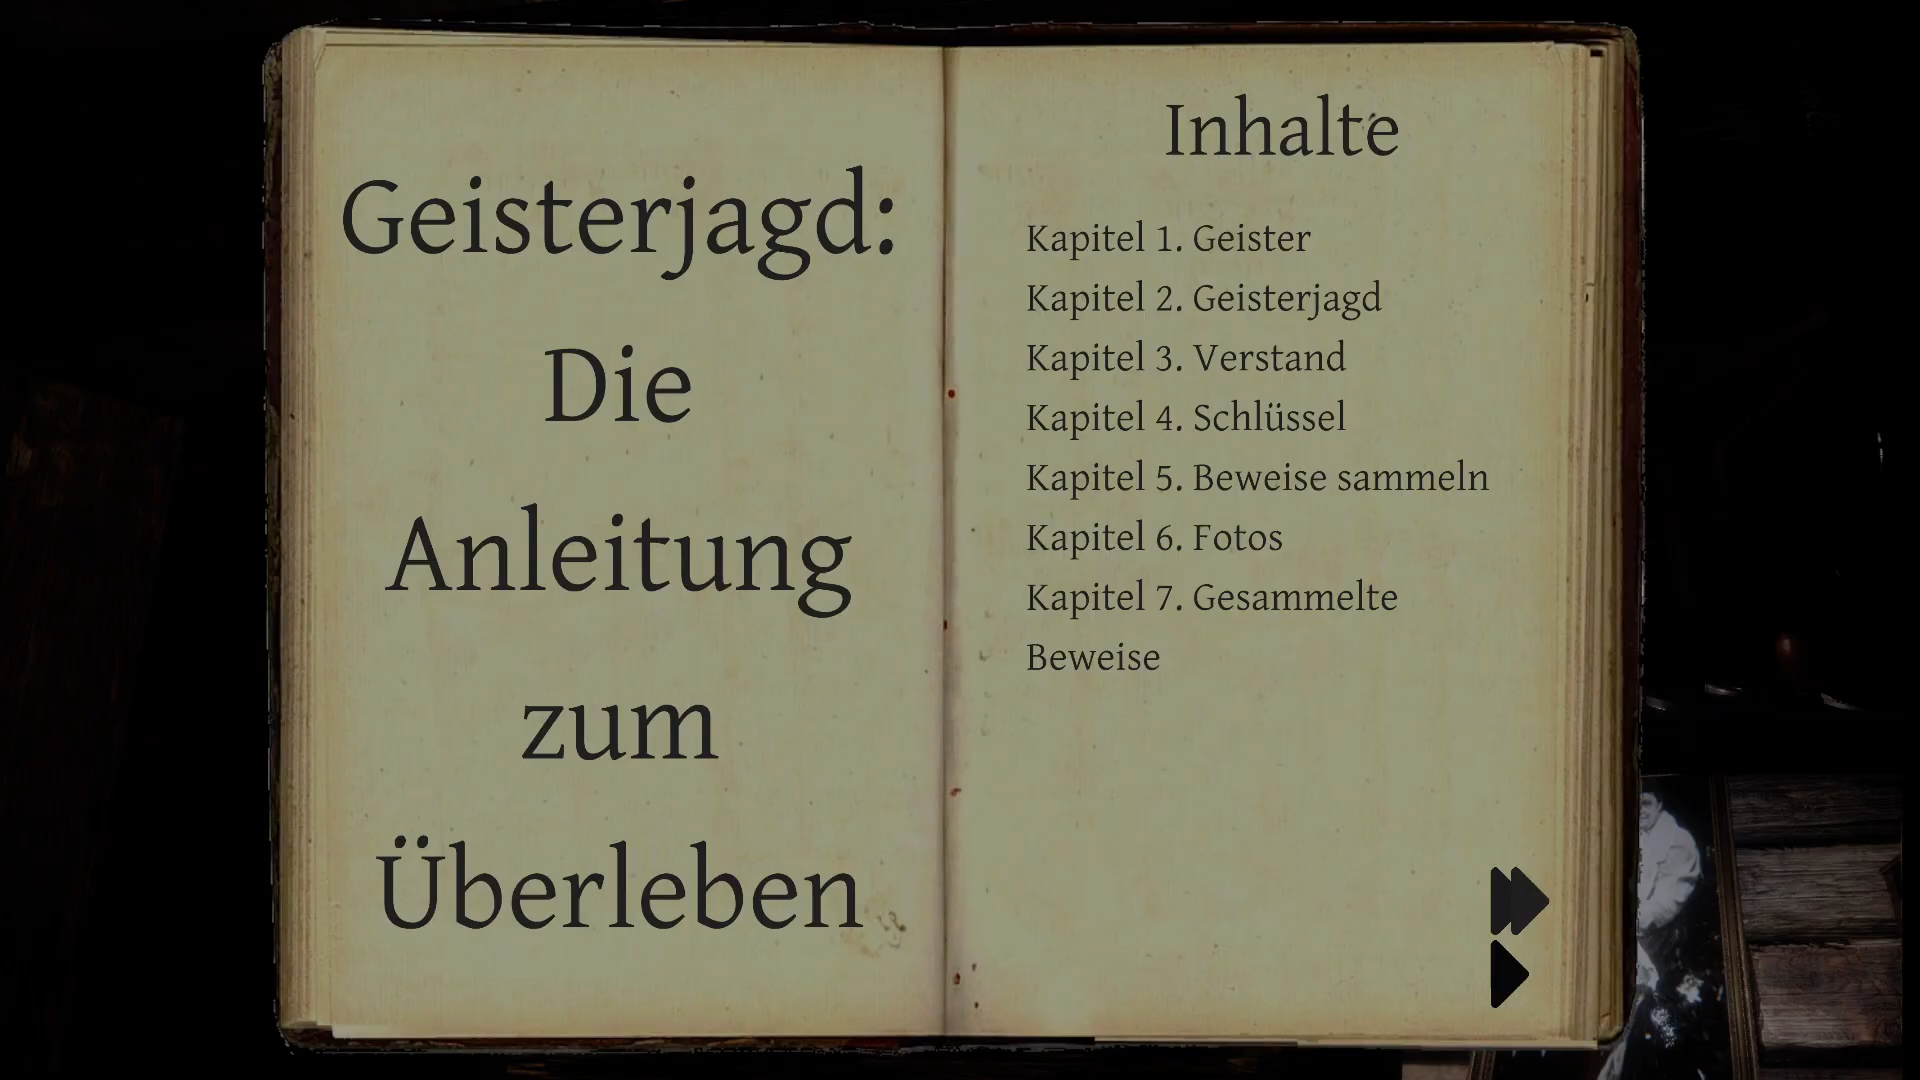 Geisterjagd:
Die
Anleitung
zum
Überleben
Inhalte
Kapitel 1. Geister
Kapitel 2. Geisterjagd
Kapitel 3. Verstand
Kapitel 4. Schlüssel
Kapitel 5. Beweise sammeln
Kapitel 6. Fotos
Kapitel 7. Gesammelte
Beweise